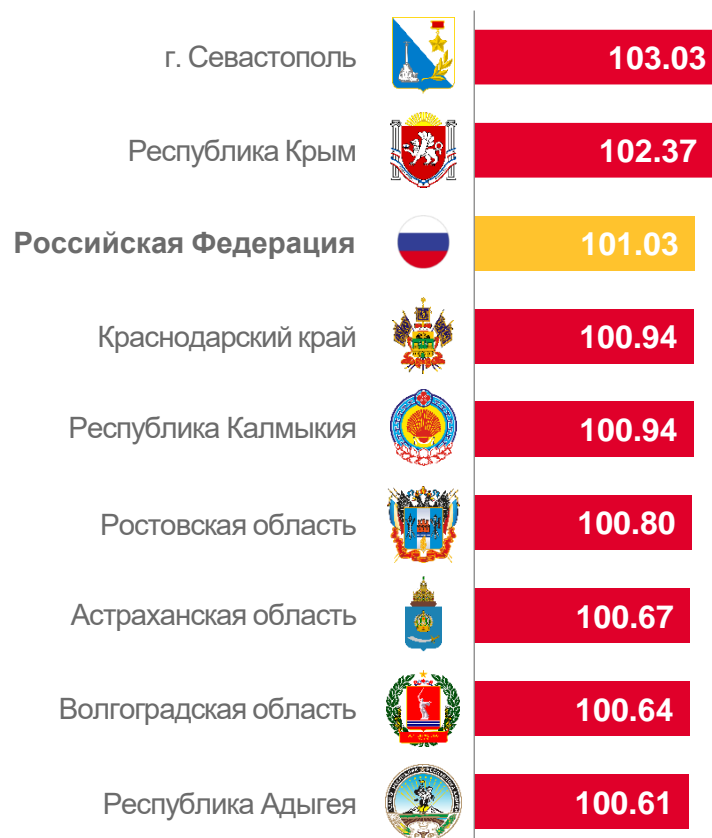 г. Севастополь 103.03
Республика Крым 102.37
Российская Федерация 101.03
Краснодарский край 100.94
Республика Калмыкия 100.94
Ростовская область 100.80
Астраханская область 100.67
Волгоградская область 100.64
Республика Адыгея 100.61